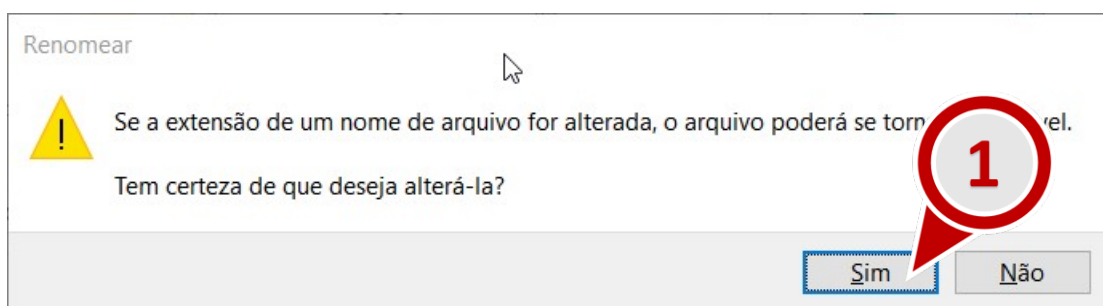 Renomear
Se a extensão de um nome de arquivo for alterada, o arquivo poderá se
Tem certeza de que deseja alterá-la?
1
Sim
Não